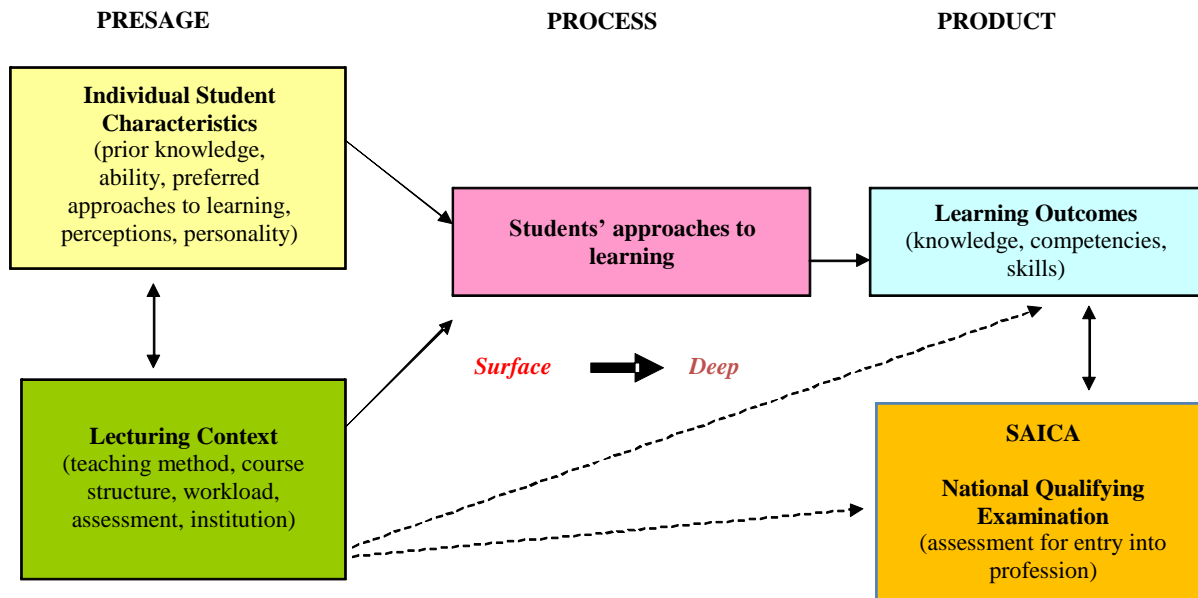 PRESAGE
PROCESS
PRODUCT
Individual Student
Characteristics
(prior knowledge,
ability, preferred
approaches to learning,
perceptions, personality)
Students’ approaches to
learning
Learning Outcomes
(knowledge, competencies,
skills)
Surface
Deep
Lecturing Context
(teaching method, course
structure, workload,
assessment, institution)
SAICA
National Qualifying
Examination
(assessment for entry into
profession)